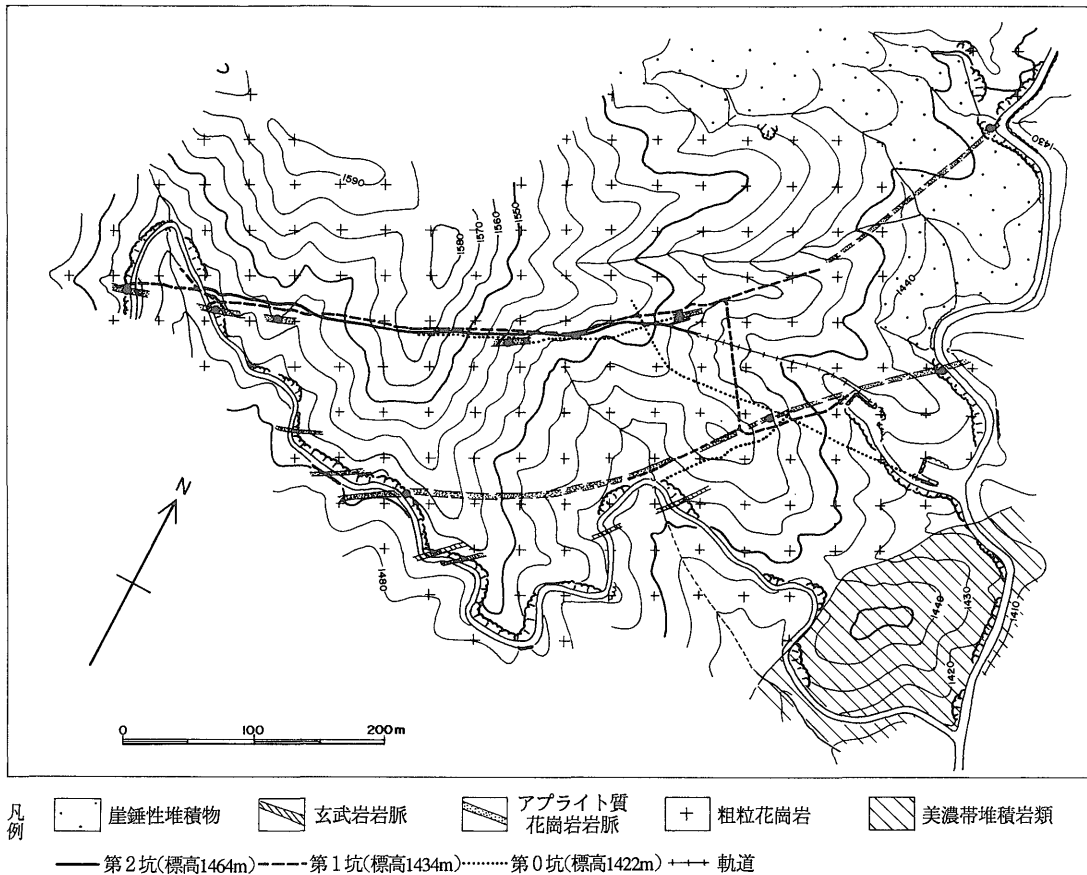 1430
1590
1580
1570
1560
1550
1440
N
1480
1440
1430
1410
1420
0 100 200m
凡例
崖錐性堆積物
玄武岩岩脈
アプライト質
花崗岩岩脈
粗粒花崗岩
美濃帯堆積岩類
第2坑(標高1464m)
第1坑(標高1434m)
第0坑(標高1422m)
軌道